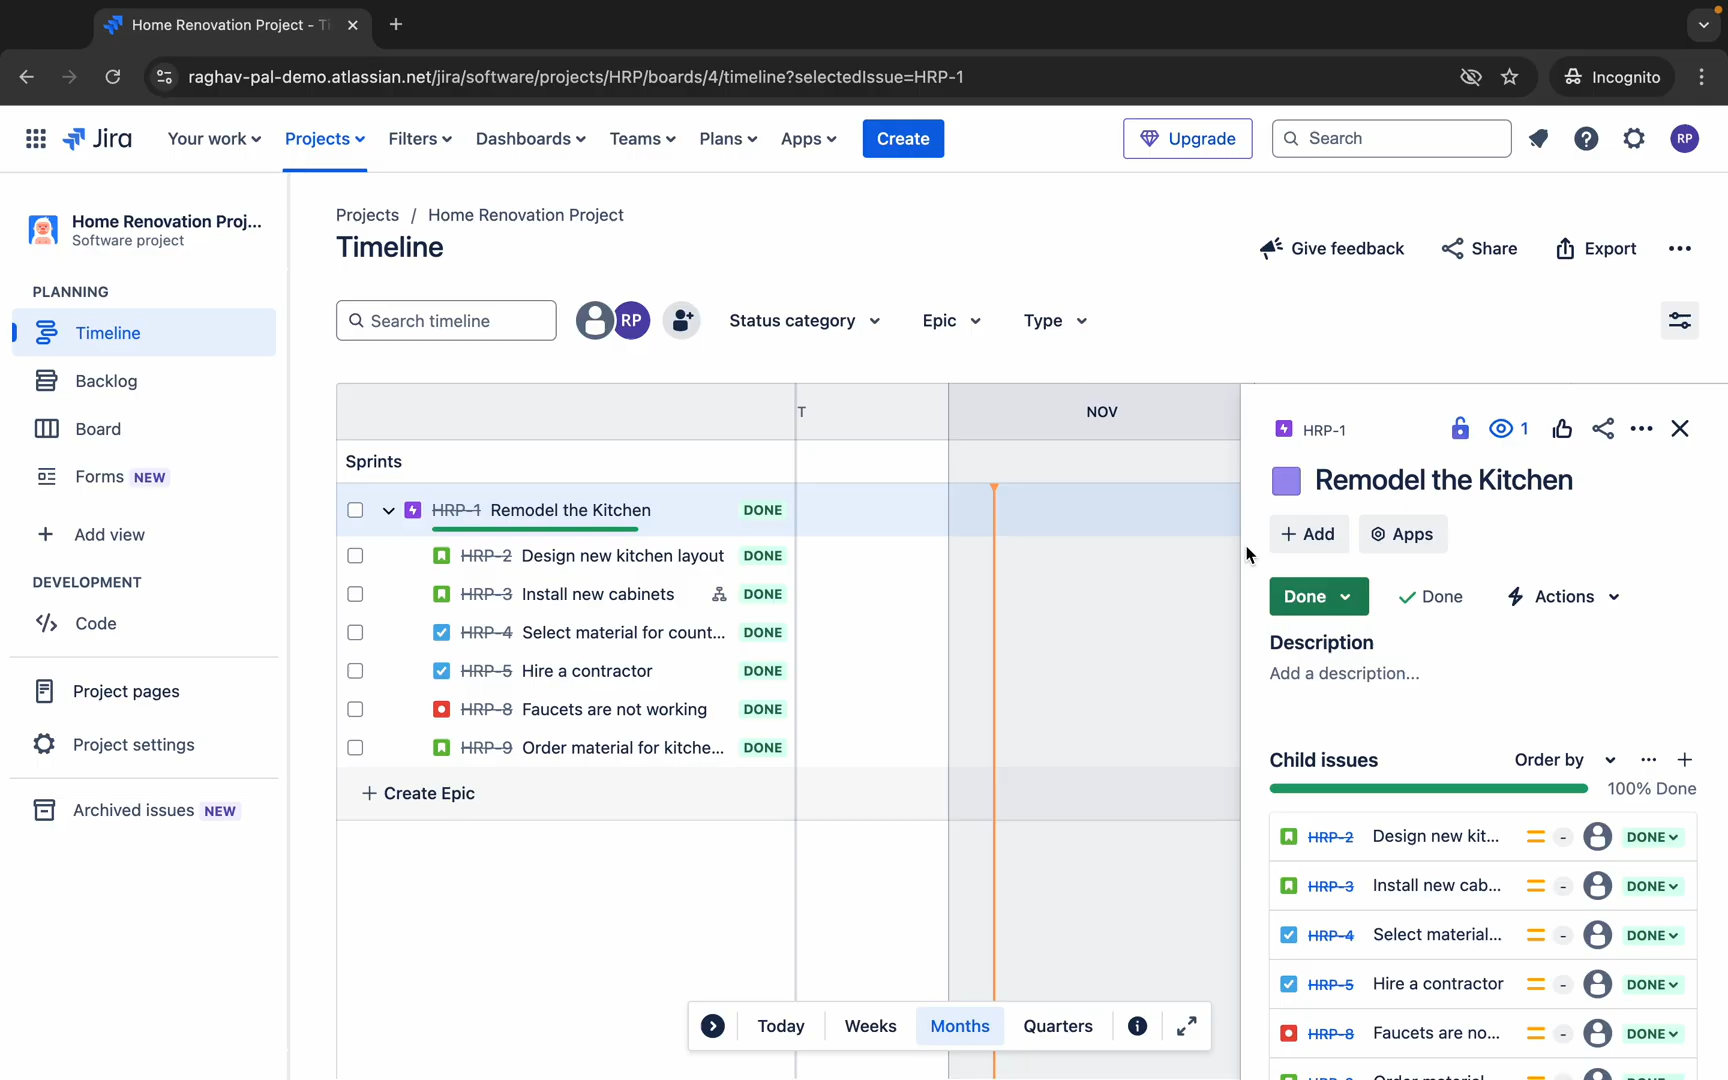 Home Renovation Project - Ti
raghav-pal-demo.atlassian.net/jira/software/projects/HRP/boards/4/timeline?selectedIssue=HRP-1
Incognito
Jira
Your work
Projects
Filters
Dashboards
Teams
Plans
Apps
Create
Upgrade
Search
RP
Home Renovation Proj...
Software project
PLANNING
Timeline
Backlog
Board
Forms NEW
Add view
DEVELOPMENT
Code
Project pages
Project settings
Archived issues NEW
Projects / Home Renovation Project
Timeline
Give feedback
Share
Export
Search timeline
RP
Status category
Epic
Type
T
NOV
Sprints
HRP-1 Remodel the Kitchen DONE
HRP-2 Design new kitchen layout DONE
HRP-3 Install new cabinets DONE
HRP-4 Select material for count... DONE
HRP-5 Hire a contractor DONE
HRP-8 Faucets are not working DONE
HRP-9 Order material for kitche... DONE
+ Create Epic
Today
Weeks
Months
Quarters
HRP-1
1
Remodel the Kitchen
+ Add
Apps
Done
Done
Actions
Description
Add a description...
Child issues
Order by
100% Done
HRP-2 Design new kit... - DONE
HRP-3 Install new cab... - DONE
HRP-4 Select material... - DONE
HRP-5 Hire a contractor - DONE
HRP-8 Faucets are no... - DONE